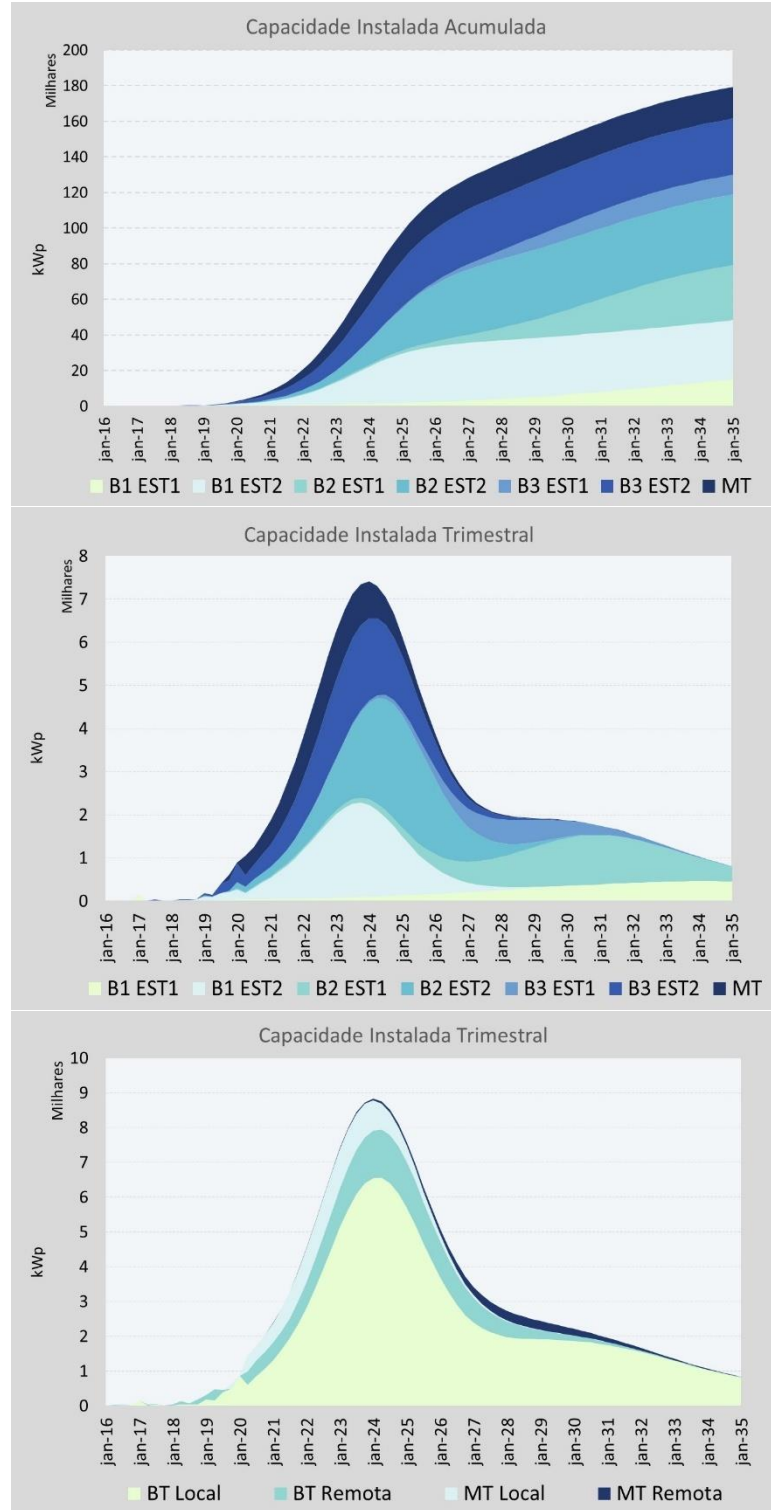 Capacidade Instalada Acumulada
Milhares
kWp
200
180
160
140
120
100
80
60
40
20
0
jan-16
jan-17
jan-18
jan-19
jan-20
jan-21
jan-22
jan-23
jan-24
jan-25
jan-26
jan-27
jan-28
jan-29
jan-30
jan-31
jan-32
jan-33
jan-34
jan-35
B1 EST1 B1 EST2 B2 EST1 B2 EST2 B3 EST1 B3 EST2 MT
Capacidade Instalada Trimestral
Milhares
kWp
8
7
6
5
4
3
2
1
0
jan-16
jan-17
jan-18
jan-19
jan-20
jan-21
jan-22
jan-23
jan-24
jan-25
jan-26
jan-27
jan-28
jan-29
jan-30
jan-31
jan-32
jan-33
jan-34
jan-35
B1 EST1 B1 EST2 B2 EST1 B2 EST2 B3 EST1 B3 EST2 MT
Capacidade Instalada Trimestral
Milhares
kWp
10
9
8
7
6
5
4
3
2
1
0
jan-16
jan-17
jan-18
jan-19
jan-20
jan-21
jan-22
jan-23
jan-24
jan-25
jan-26
jan-27
jan-28
jan-29
jan-30
jan-31
jan-32
jan-33
jan-34
jan-35
BT Local BT Remota MT Local MT Remota